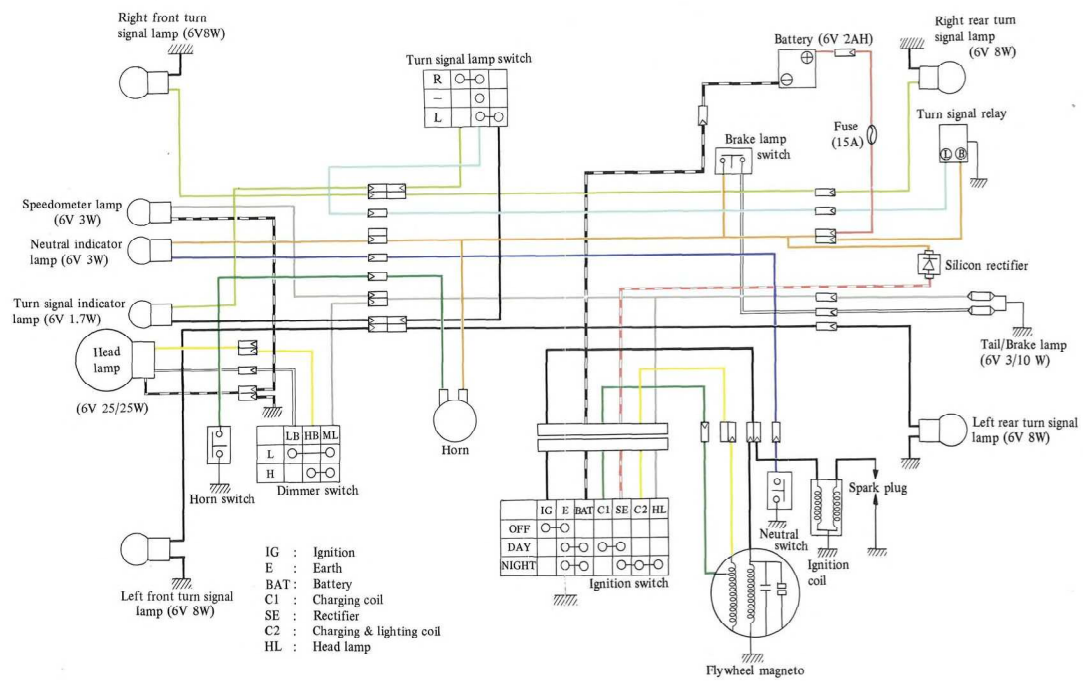 Right front turn
signal lamp (6V8W)
Turn signal lamp switch
R
—
L
Battery (6V 2AH)
Right rear turn
signal lamp
(6V 8W)
Fuse
(15A)
Turn signal relay
L B
Brake lamp
switch
Speedometer lamp
(6V 3W)
Neutral indicator
lamp (6V 3W)
Silicon rectifier
Turn signal indicator
lamp (6V 1.7W)
Head
lamp
(6V 25/25W)
Tail/Brake lamp
(6V 3/10 W)
LB HB ML
L
H
Dimmer switch
Horn switch
Horn
Left rear turn signal
lamp (6V 8W)
Spark plug
IG E BAT C1 SE C2 HL
OFF
DAY
NIGHT
Ignition switch
Neutral
switch
Ignition
coil
Left front turn signal
lamp (6V 8W)
IG : Ignition
E : Earth
BAT : Battery
C1 : Charging coil
SE : Rectifier
C2 : Charging & lighting coil
HL : Head lamp
Flywheel magneto